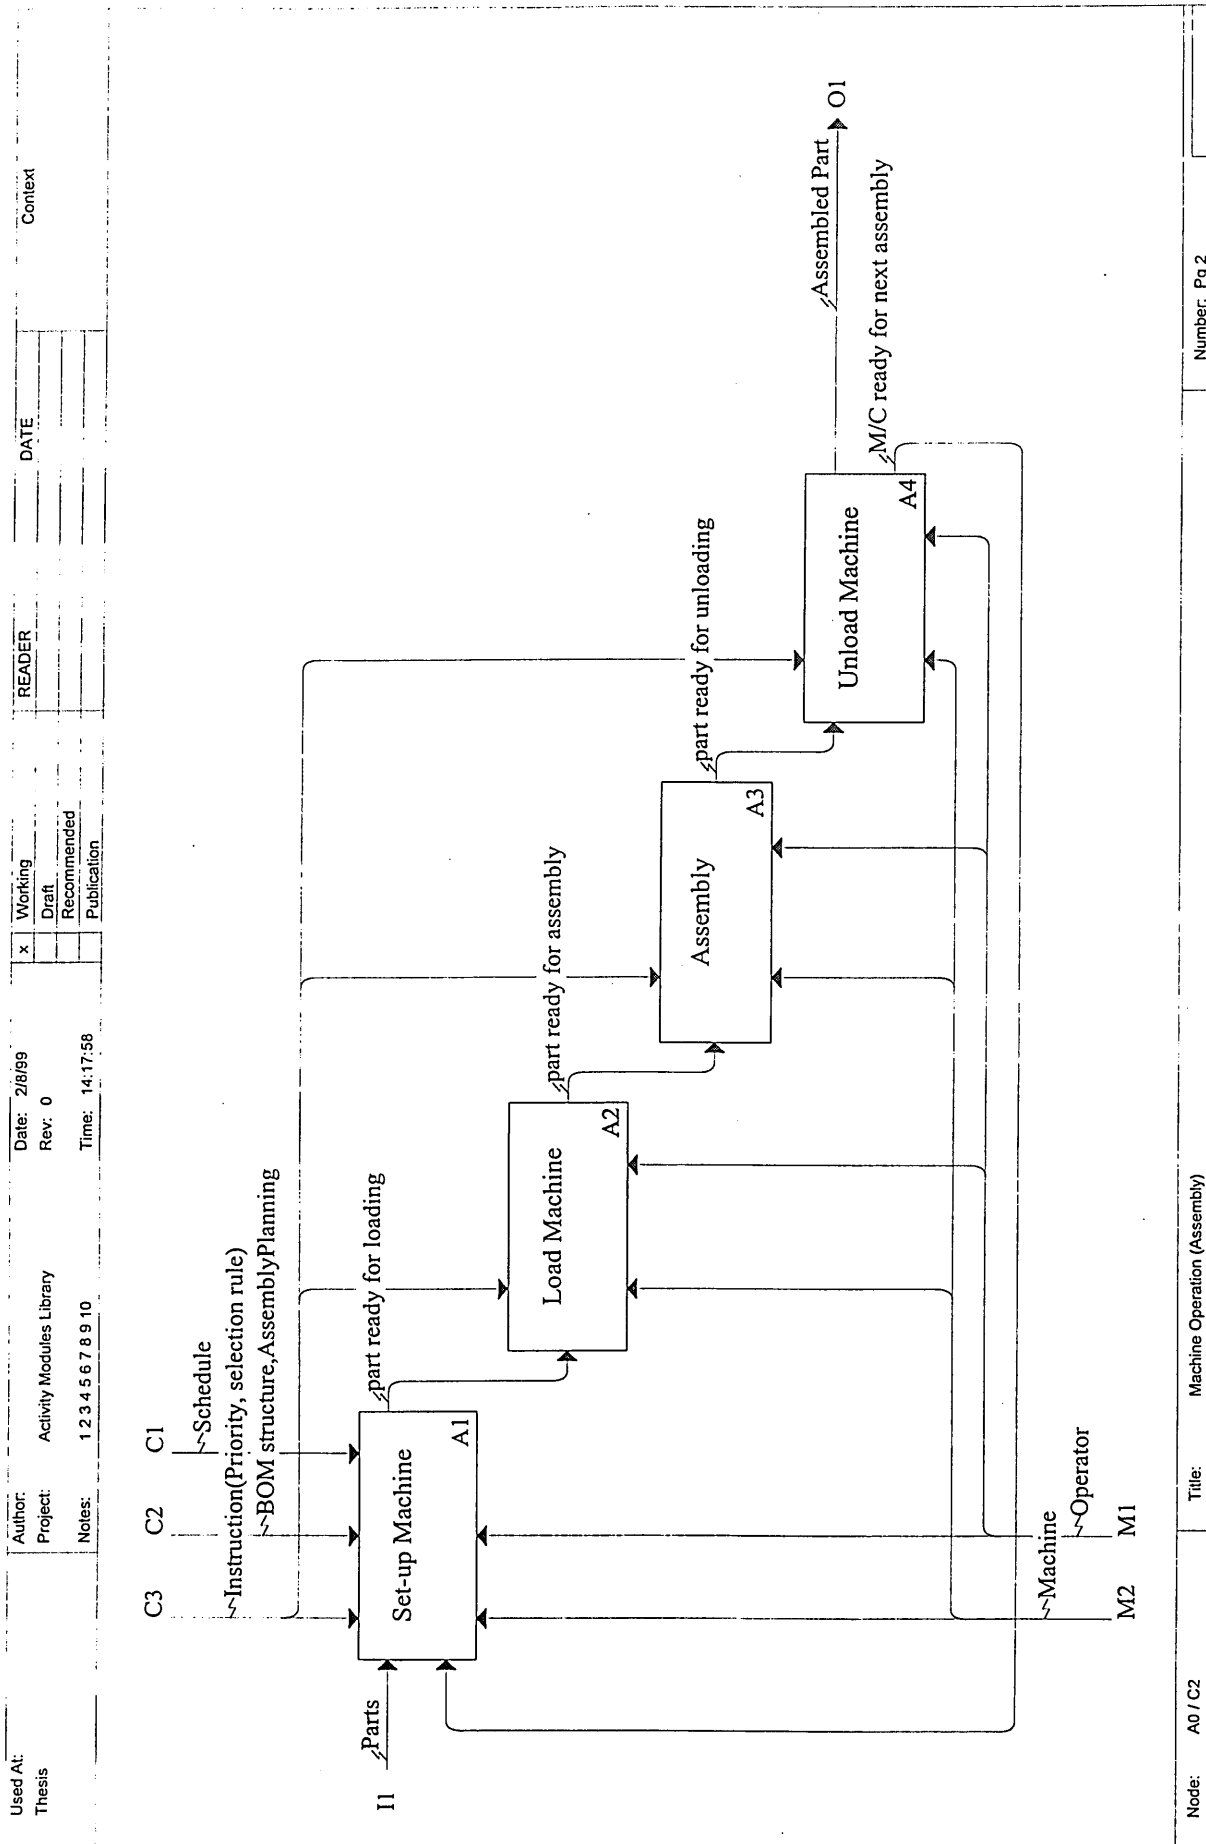 Used At:
Thesis
Author:
Project: Activity Modules Library
Notes: 1 2 3 4 5 6 7 8 9 10
Date: 2/8/99
Rev: 0
Time: 14:17:58
x Working
Draft
Recommended
Publication
READER DATE
Context
C3 C2 C1
Schedule
Instruction(Priority, selection rule)
BOM structure,AssemblyPlanning
I1
Parts
Set-up Machine
A1
part ready for loading
Load Machine
A2
part ready for assembly
Assembly
A3
part ready for unloading
Unload Machine
A4
Assembled Part
O1
M/C ready for next assembly
Machine
Operator
M2 M1
Node: A0 / C2
Title: Machine Operation (Assembly)
Number: Pg 2